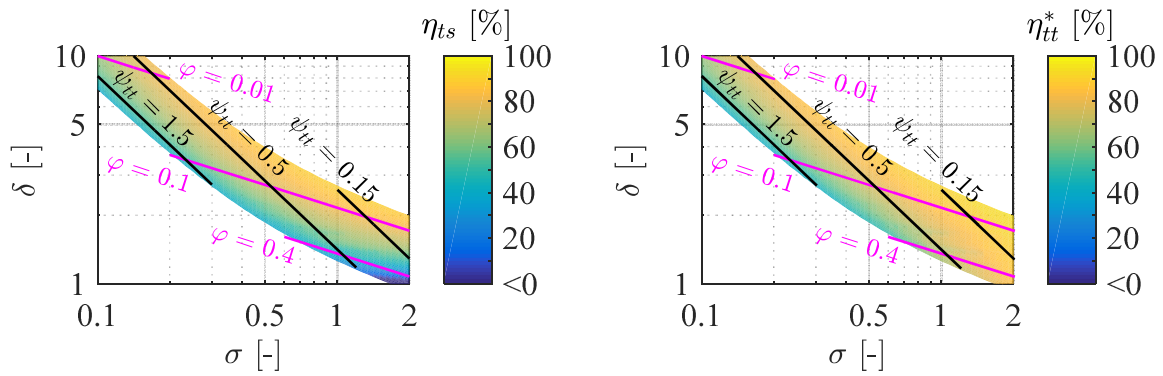 η_ts [%]
10
5
1
δ [-]
φ = 0.01
ψ_tt = 1.5
ψ_tt = 0.5
ψ_tt = 0.15
φ = 0.1
φ = 0.4
0.1
0.5
1
2
σ [-]
100
80
60
40
20
<0
η*_tt [%]
10
5
1
δ [-]
φ = 0.01
ψ_tt = 1.5
ψ_tt = 0.5
ψ_tt = 0.15
φ = 0.1
φ = 0.4
0.1
0.5
1
2
σ [-]
100
80
60
40
20
<0